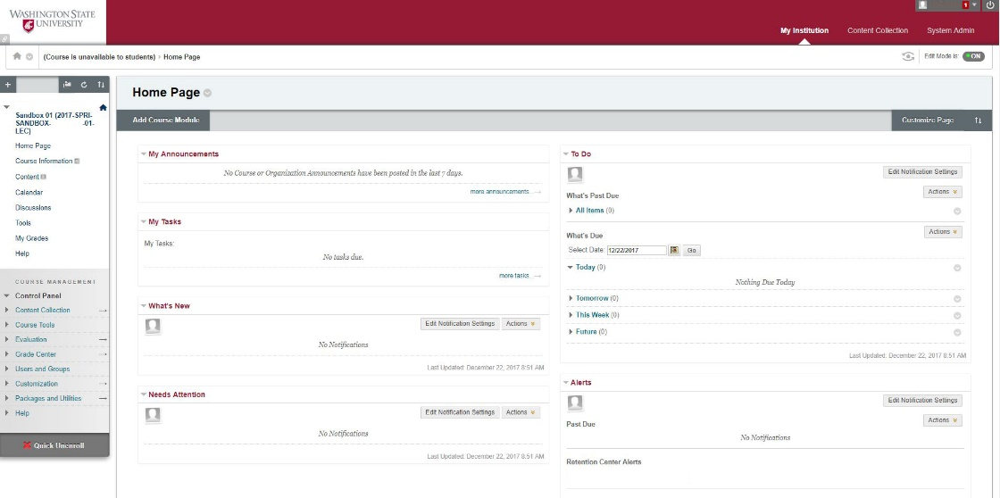 WASHINGTON STATE
UNIVERSITY
1
My Institution
Content Collection
System Admin
(Course is unavailable to students) › Home Page
Edit Mode is: ON
Sandbox 01 (2017-SPRI-
SANDBOX- -01-
LEC)
Home Page
Course Information
Content
Calendar
Discussions
Tools
My Grades
Help
COURSE MANAGEMENT
Control Panel
Content Collection
Course Tools
Evaluation
Grade Center
Users and Groups
Customization
Packages and Utilities
Help
Quick Unenroll
Home Page
Add Course Module
Customize Page
My Announcements
No Course or Organization Announcements have been posted in the last 7 days.
more announcements...
My Tasks
My Tasks:
No tasks due.
more tasks...
What's New
Edit Notification Settings
Actions
No Notifications
Last Updated: December 22, 2017 8:51 AM
Needs Attention
Edit Notification Settings
Actions
No Notifications
Last Updated: December 22, 2017 8:51 AM
To Do
Edit Notification Settings
What's Past Due
Actions
All Items (0)
What's Due
Actions
Select Date: 12/22/2017 Go
Today (0)
Nothing Due Today
Tomorrow (0)
This Week (0)
Future (0)
Last Updated: December 22, 2017 8:51 AM
Alerts
Edit Notification Settings
Past Due
Actions
No Notifications
Retention Center Alerts